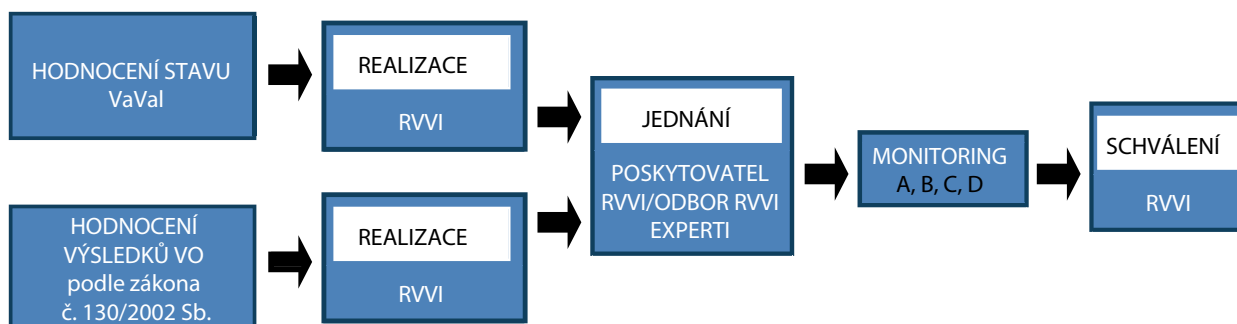 HODNOCENÍ STAVU
VaVaI
REALIZACE
RVVI
HODNOCENÍ
VÝSLEDKŮ VO
podle zákona
č. 130/2002 Sb.
REALIZACE
RVVI
JEDNÁNÍ
POSKYTOVATEL
RVVI/ODBOR RVVI
EXPERTI
MONITORING
A, B, C, D
SCHVÁLENÍ
RVVI